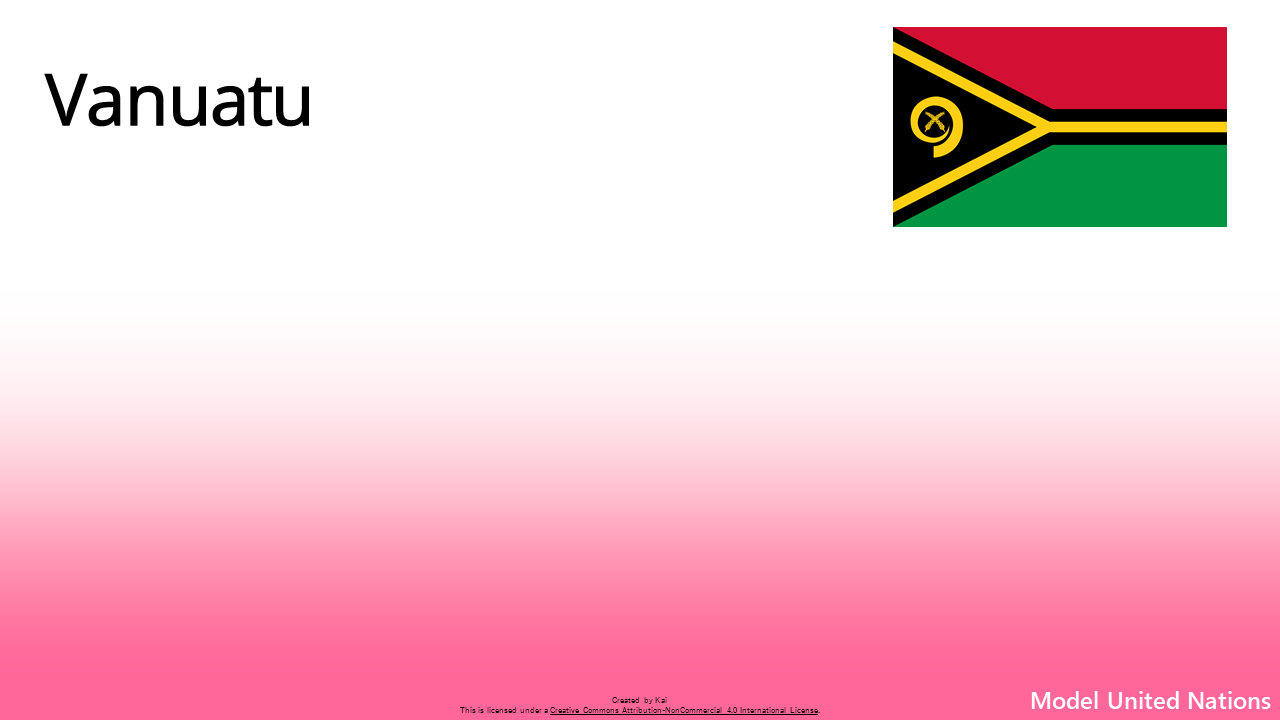 Vanuatu
Created by Kai
This is licensed under a Creative Commons Attribution-NonCommercial 4.0 International License.
Model United Nations